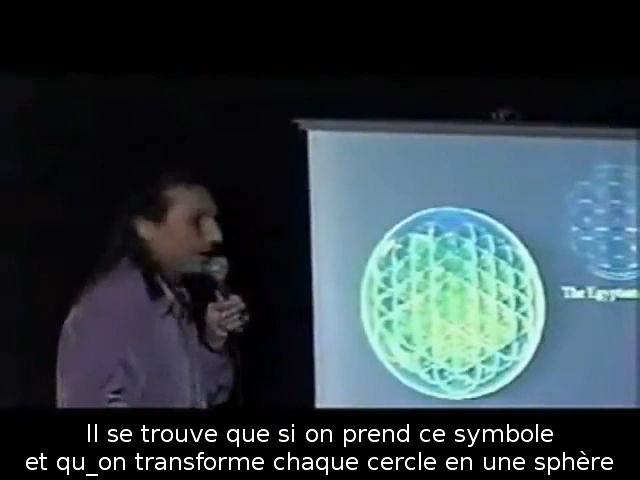 The Egyptian
Il se trouve que si on prend ce symbole
et qu_on transforme chaque cercle en une sphère